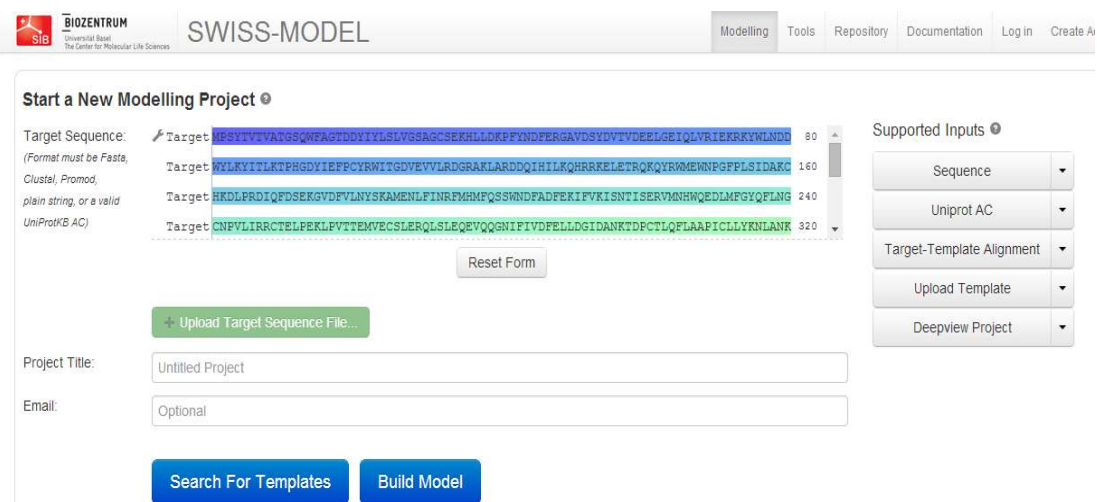 SIB
BIOZENTRUM
Universität Basel
The Center for Molecular Life Sciences
SWISS-MODEL
Modelling Tools Repository Documentation Log in Create A
Start a New Modelling Project
Target Sequence:
(Format must be Fasta,
Clustal, Promod,
plain string, or a valid
UniProtKB AC)
Target MPSYTVTVATGSQWFAGTDDYIYLSLVGSAGCSEKHLLDKPFYNDFERGAVDSYDVTVDEELGEIQLVRIEKRKYWLNDD 80
Target WYLKYITLKTPHGDYIEFPCYRWITGDVEVVLRDGRAKLARDDQIHILKQHRRKELETRQKQYRWMEWNPGFPLSIDAKC 160
Target HKDLPRDIQFDSEKGVDFVLNYSKAMENLFINRFMHMFQSSWNDFADFEKIFVKISNTISERVMNHWQEDLMFGYQFLNG 240
Target CNPVLIRRCTELPEKLPVTTEMVECSLERQLSLEQEVQQGNIFIVDFELLDGIDANKTDPCTLQFLAAPICLLYKNLANK 320
Reset Form
+ Upload Target Sequence File...
Project Title:
Untitled Project
Email:
Optional
Search For Templates Build Model
Supported Inputs
Sequence
Uniprot AC
Target-Template Alignment
Upload Template
Deepview Project